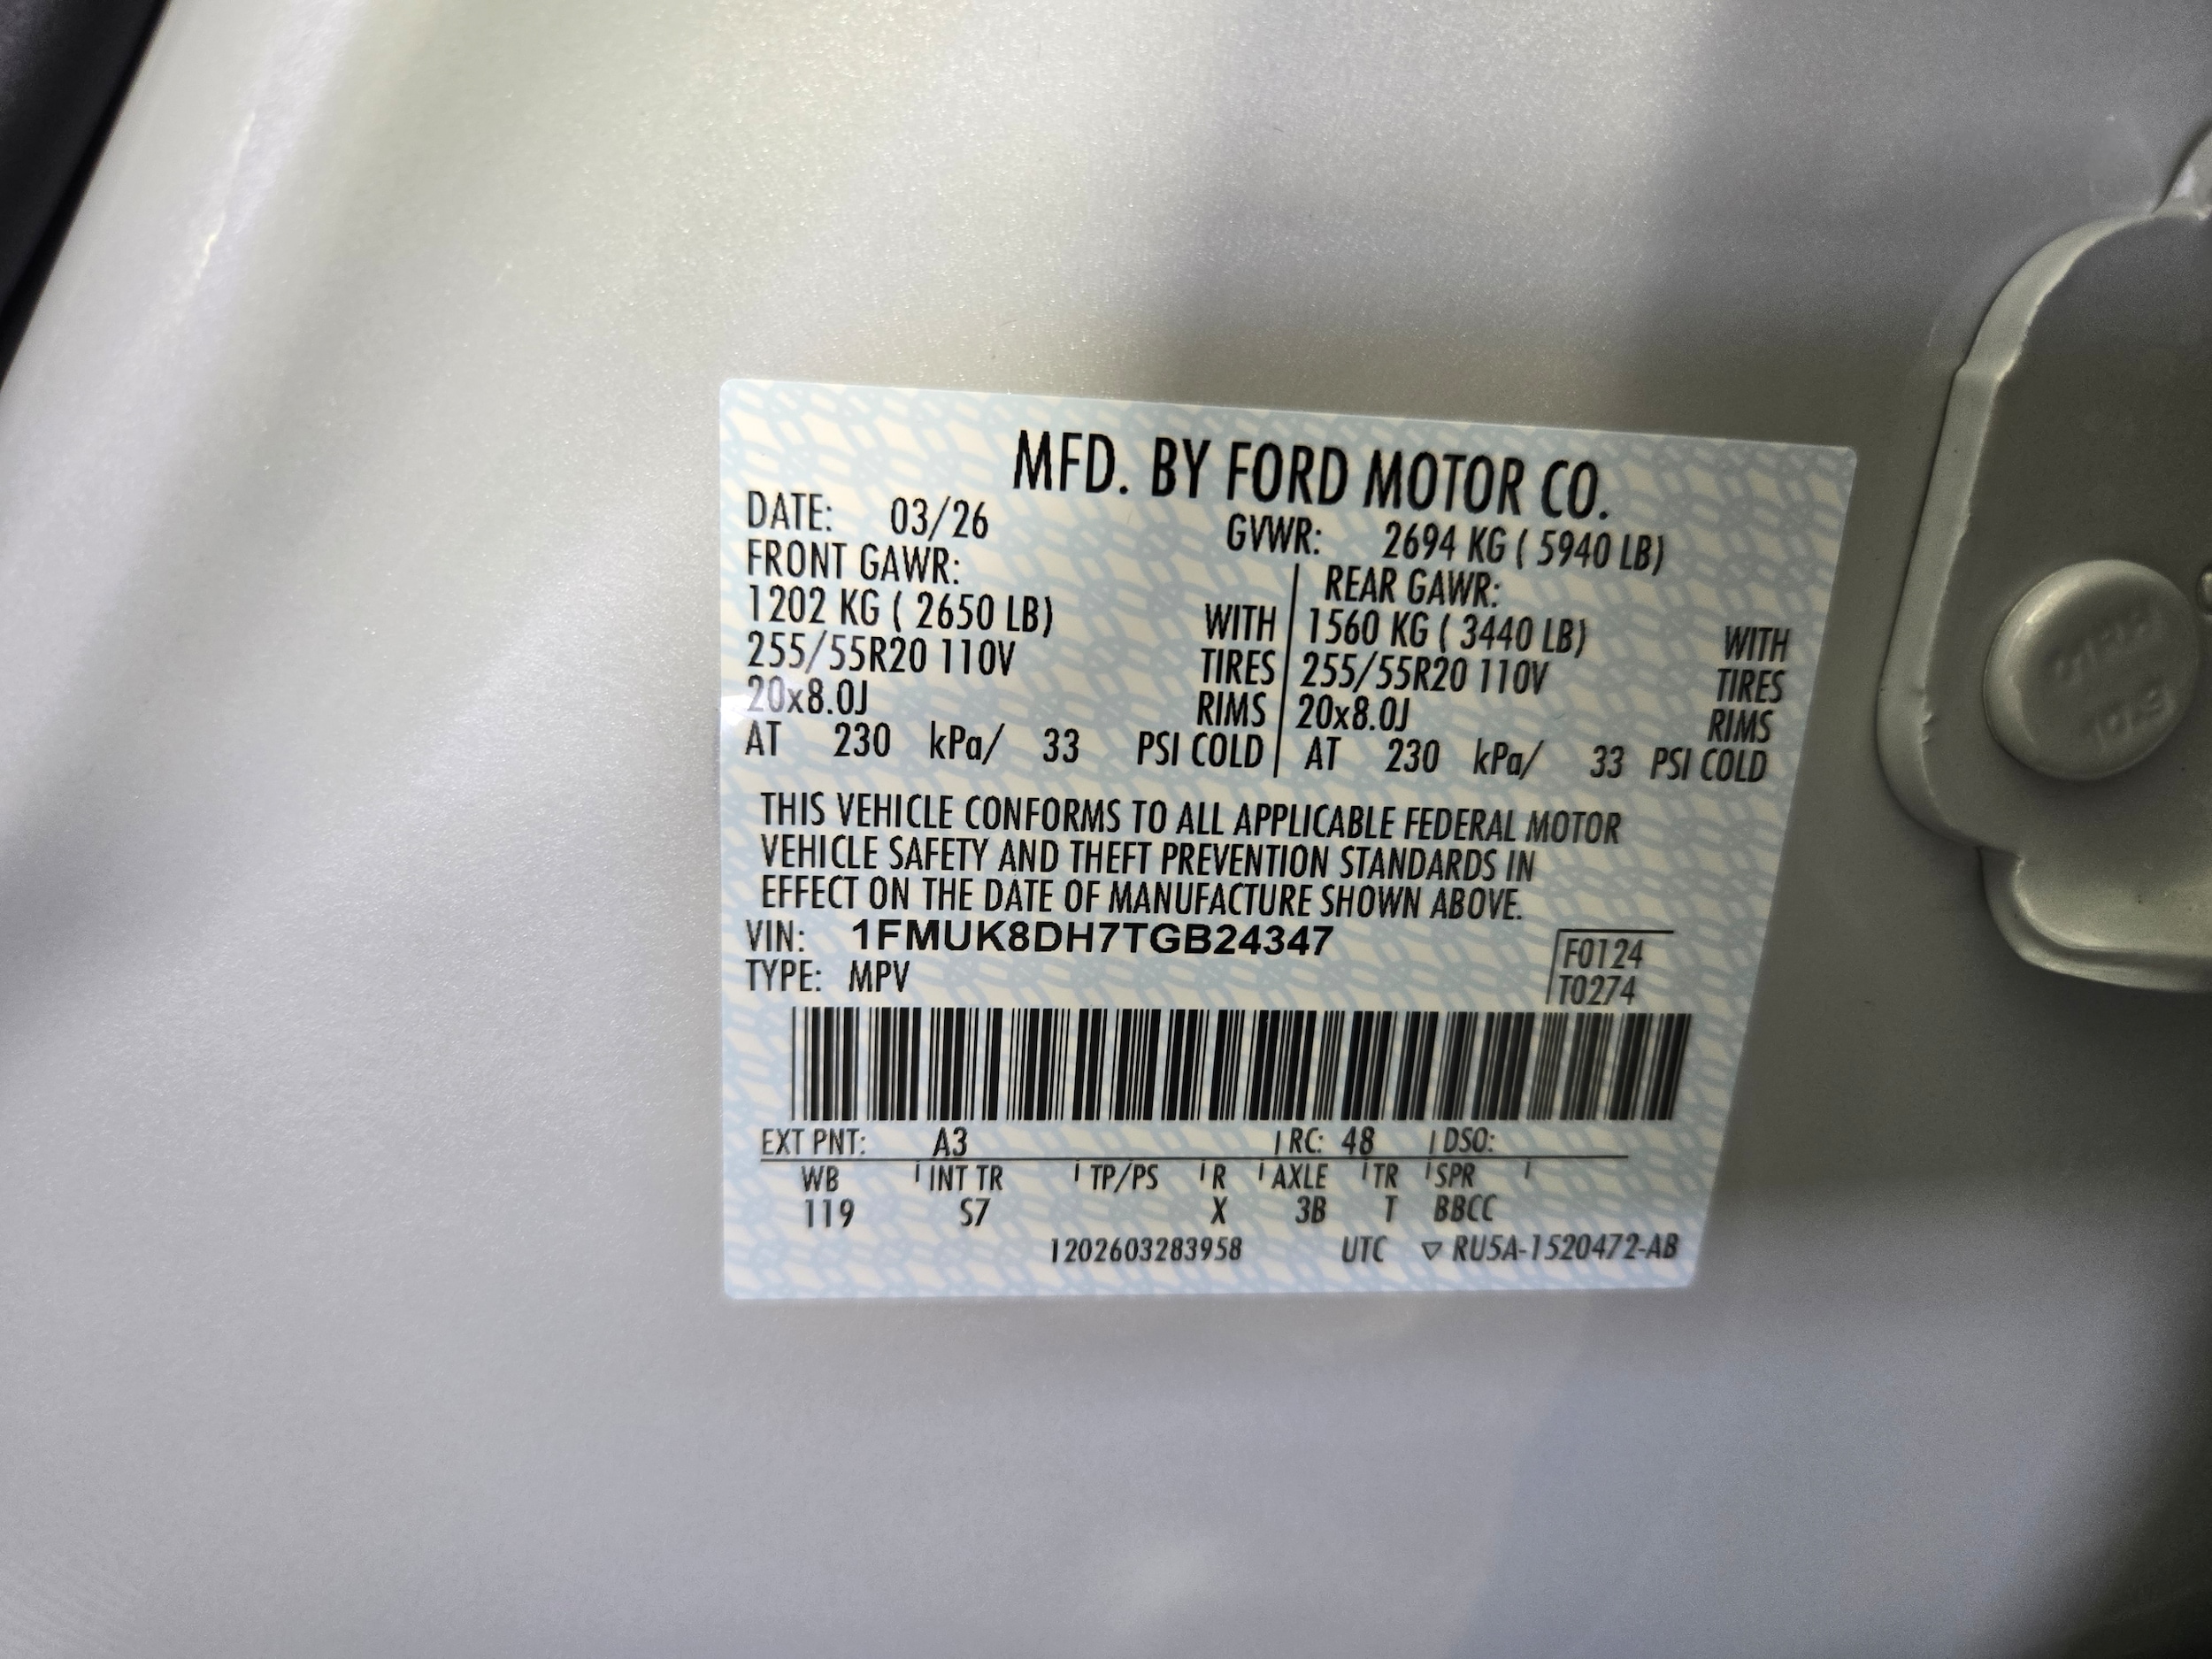 MFD. BY FORD MOTOR CO.
DATE: 03/26 GVWR: 2694 KG ( 5940 LB)
FRONT GAWR: REAR GAWR:
1202 KG ( 2650 LB) WITH 1560 KG ( 3440 LB) WITH
255/55R20 110V TIRES 255/55R20 110V TIRES
20x8.0J RIMS 20x8.0J RIMS
AT 230 kPa/ 33 PSI COLD AT 230 kPa/ 33 PSI COLD
THIS VEHICLE CONFORMS TO ALL APPLICABLE FEDERAL MOTOR
VEHICLE SAFETY AND THEFT PREVENTION STANDARDS IN
EFFECT ON THE DATE OF MANUFACTURE SHOWN ABOVE.
VIN: 1FMUK8DH7TGB24347 F0124
TYPE: MPV T0274
EXT PNT: A3 RC: 48 DSO:
WB INT TR TP/PS R AXLE TR SPR
119 S7 X 3B T BBCC
1202603283958 UTC ▽ RU5A-1520472-AB